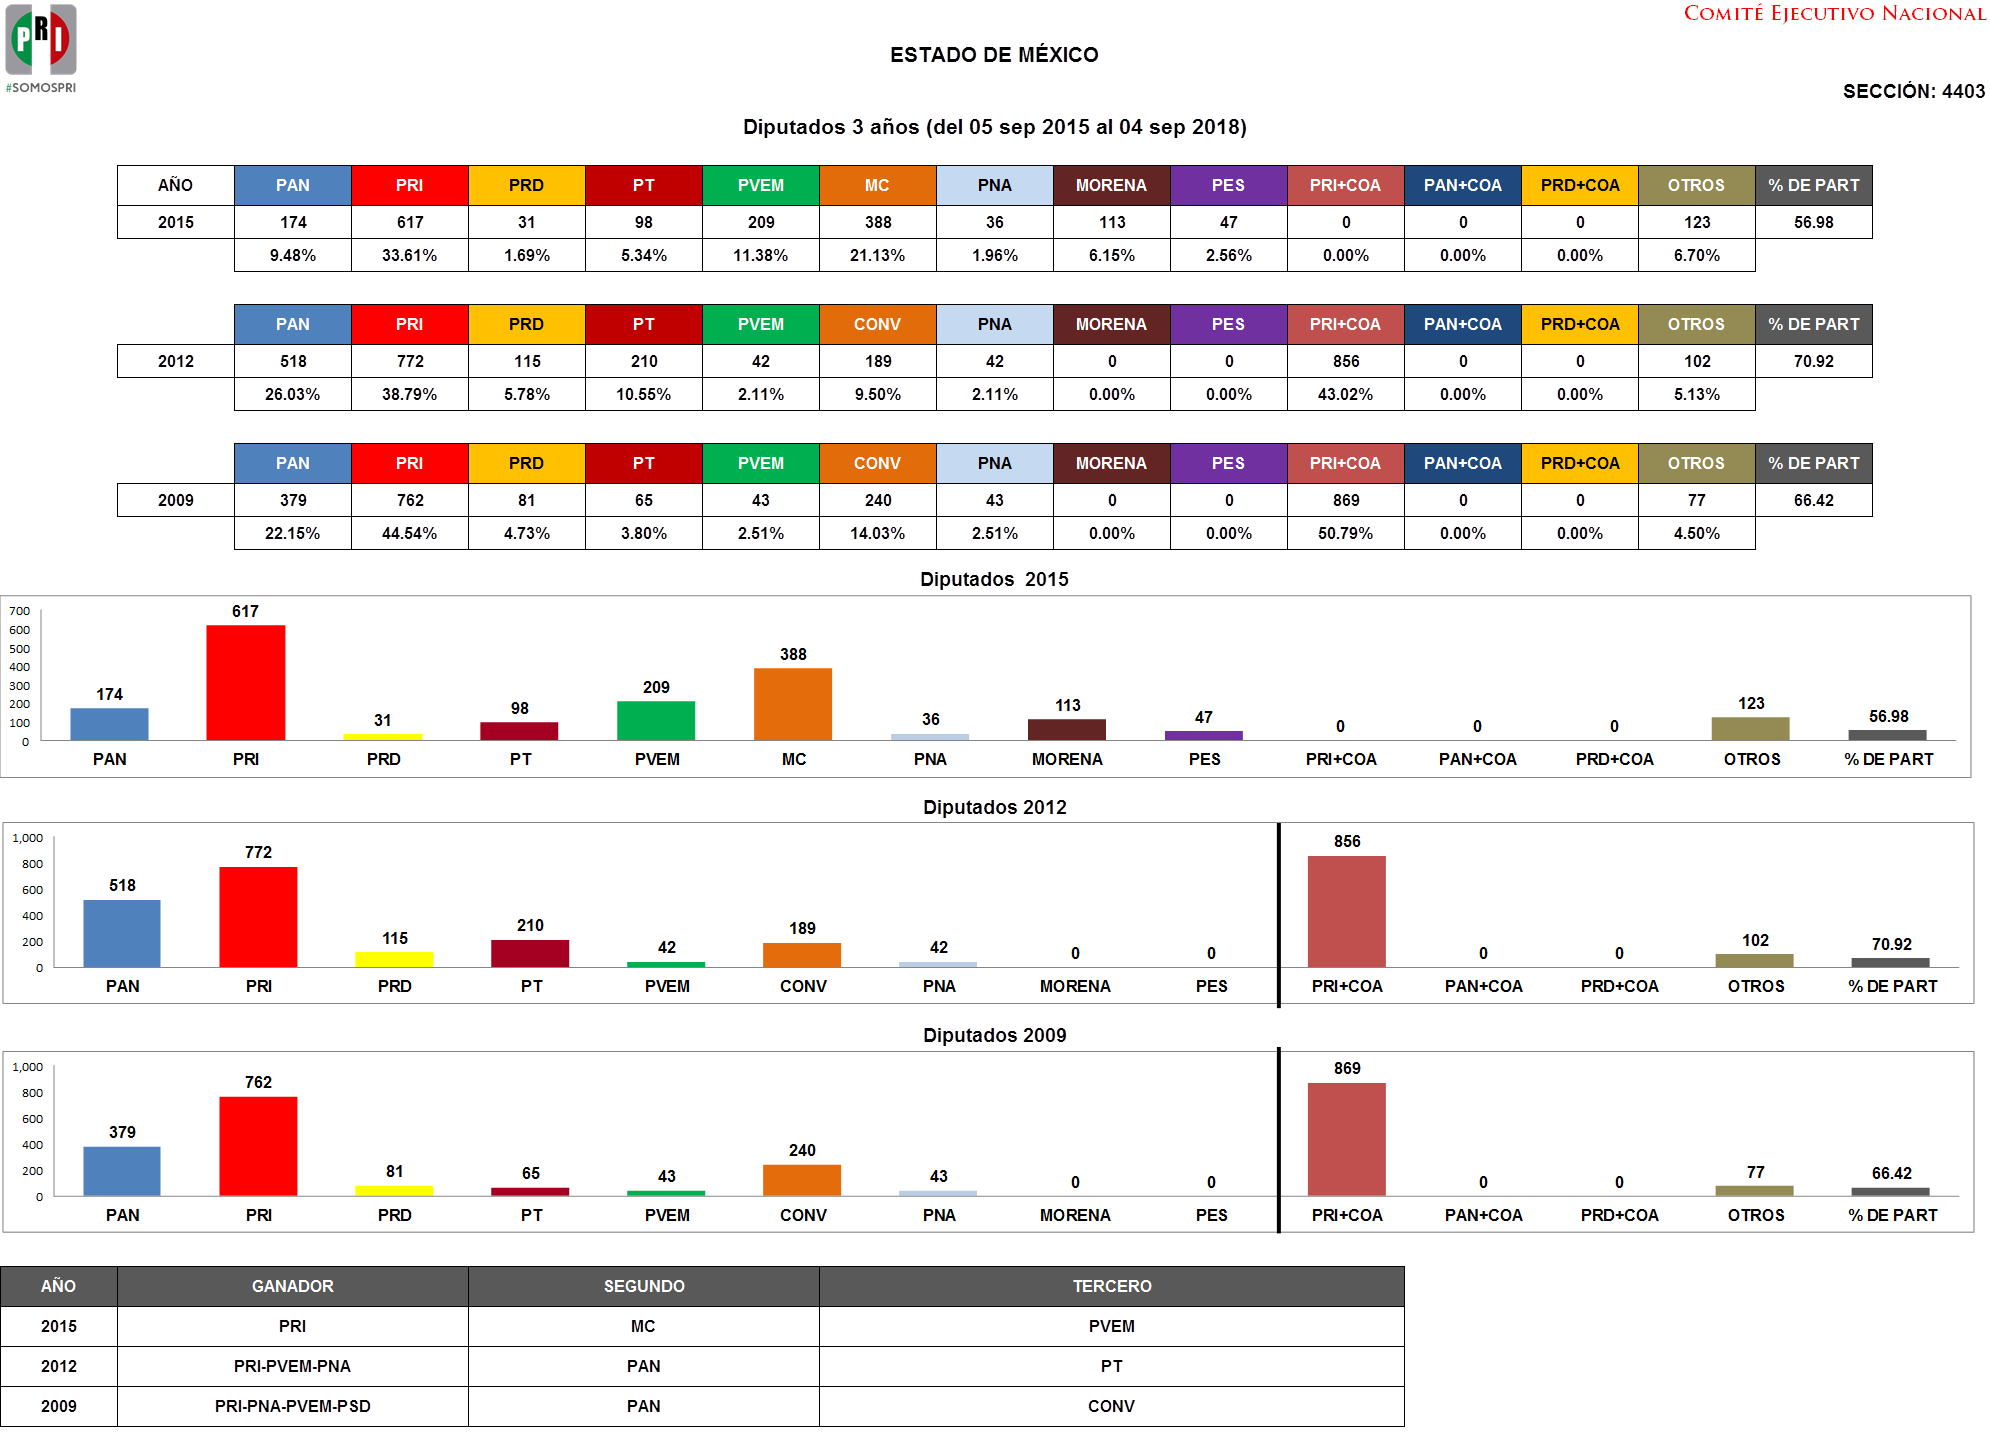 PRI
#SOMOSPRI
COMITÉ EJECUTIVO NACIONAL
ESTADO DE MÉXICO
SECCIÓN: 4403
Diputados 3 años (del 05 sep 2015 al 04 sep 2018)
AÑO PAN PRI PRD PT PVEM MC PNA MORENA PES PRI+COA PAN+COA PRD+COA OTROS % DE PART
2015 174 617 31 98 209 388 36 113 47 0 0 0 123 56.98
9.48% 33.61% 1.69% 5.34% 11.38% 21.13% 1.96% 6.15% 2.56% 0.00% 0.00% 0.00% 6.70%
PAN PRI PRD PT PVEM CONV PNA MORENA PES PRI+COA PAN+COA PRD+COA OTROS % DE PART
2012 518 772 115 210 42 189 42 0 0 856 0 0 102 70.92
26.03% 38.79% 5.78% 10.55% 2.11% 9.50% 2.11% 0.00% 0.00% 43.02% 0.00% 0.00% 5.13%
PAN PRI PRD PT PVEM CONV PNA MORENA PES PRI+COA PAN+COA PRD+COA OTROS % DE PART
2009 379 762 81 65 43 240 43 0 0 869 0 0 77 66.42
22.15% 44.54% 4.73% 3.80% 2.51% 14.03% 2.51% 0.00% 0.00% 50.79% 0.00% 0.00% 4.50%
Diputados 2015
700
600
500
400
300
200
100
0
174 617 31 98 209 388 36 113 47 0 0 0 123 56.98
PAN PRI PRD PT PVEM MC PNA MORENA PES PRI+COA PAN+COA PRD+COA OTROS % DE PART
Diputados 2012
1,000
800
600
400
200
0
518 772 115 210 42 189 42 0 0 856 0 0 102 70.92
PAN PRI PRD PT PVEM CONV PNA MORENA PES PRI+COA PAN+COA PRD+COA OTROS % DE PART
Diputados 2009
1,000
800
600
400
200
0
379 762 81 65 43 240 43 0 0 869 0 0 77 66.42
PAN PRI PRD PT PVEM CONV PNA MORENA PES PRI+COA PAN+COA PRD+COA OTROS % DE PART
AÑO GANADOR SEGUNDO TERCERO
2015 PRI MC PVEM
2012 PRI-PVEM-PNA PAN PT
2009 PRI-PNA-PVEM-PSD PAN CONV